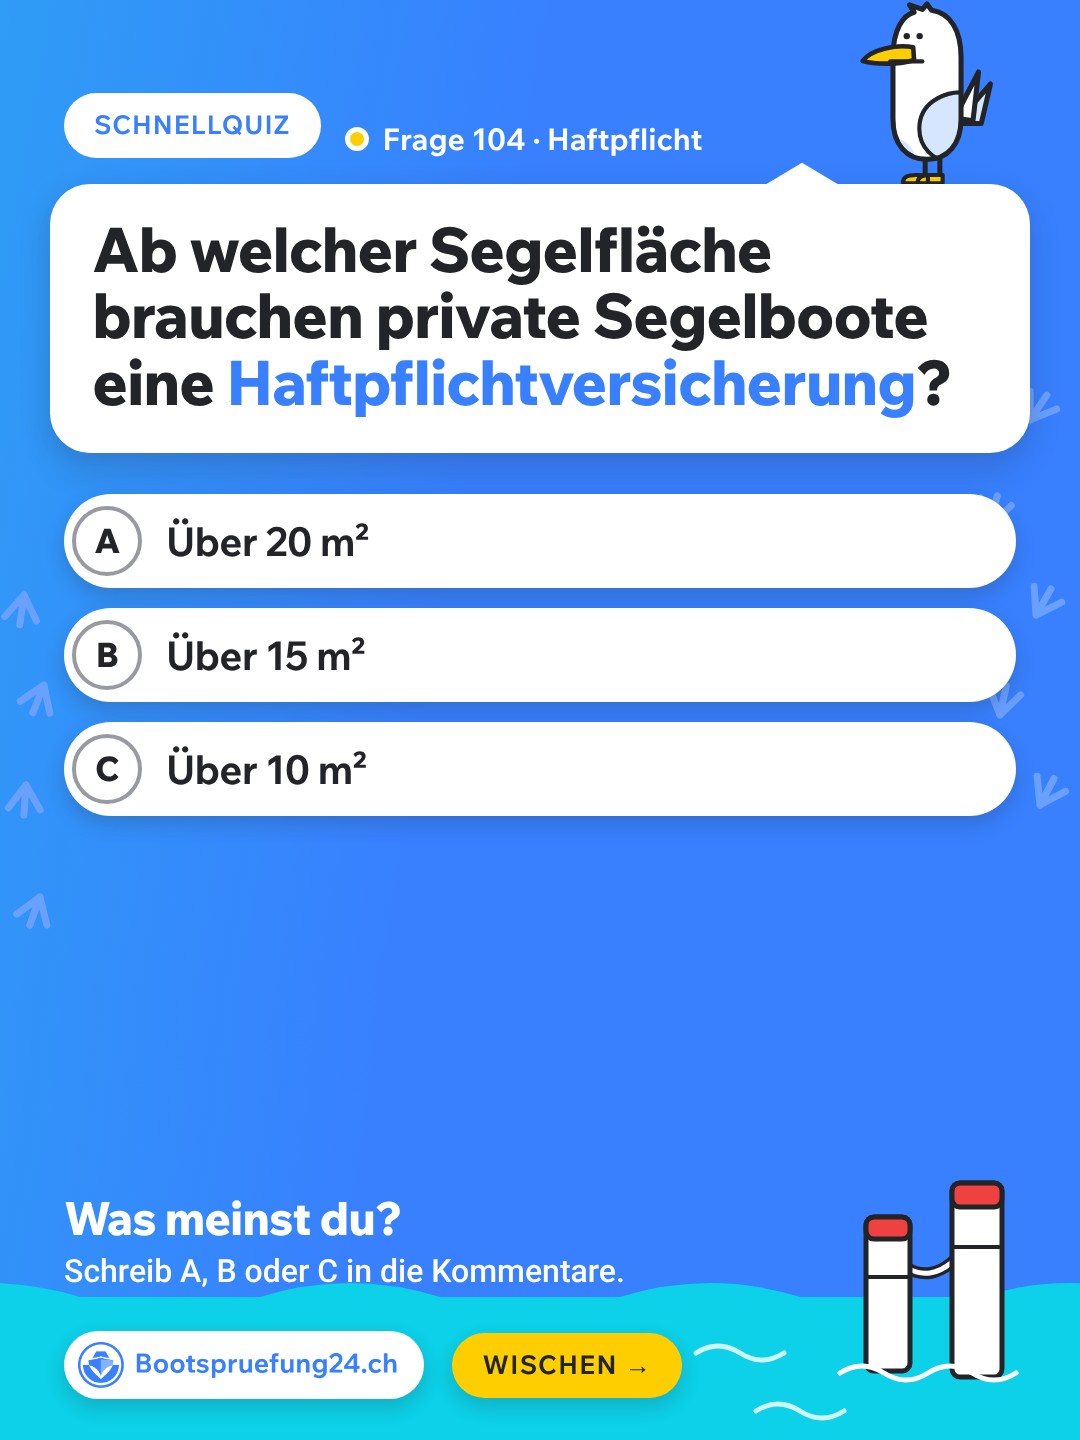 SCHNELLQUIZ
Frage 104 · Haftpflicht
Ab welcher Segelfläche
brauchen private Segelboote
eine Haftpflichtversicherung?
A Über 20 m²
B Über 15 m²
C Über 10 m²
Was meinst du?
Schreib A, B oder C in die Kommentare.
Bootspruefung24.ch
WISCHEN →